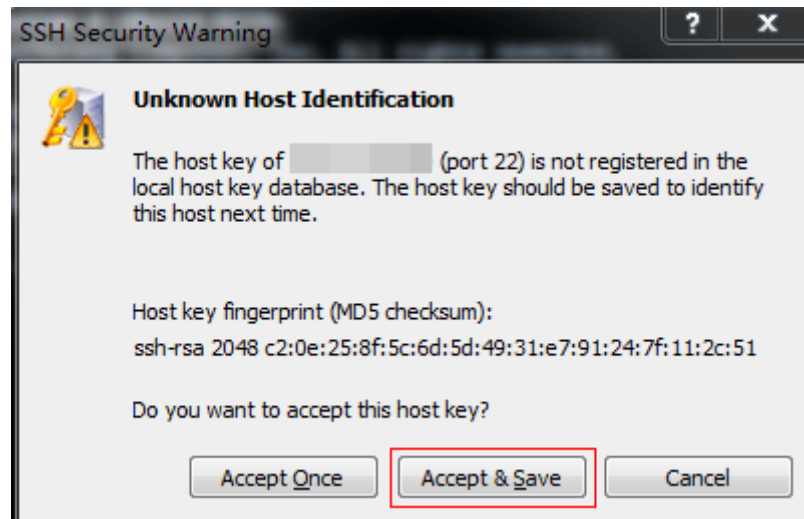 SSH Security Warning
Unknown Host Identification
The host key of (port 22) is not registered in the
local host key database. The host key should be saved to identify
this host next time.
Host key fingerprint (MD5 checksum):
ssh-rsa 2048 c2:0e:25:8f:5c:6d:5d:49:31:e7:91:24:7f:11:2c:51
Do you want to accept this host key?
Accept Once
Accept & Save
Cancel